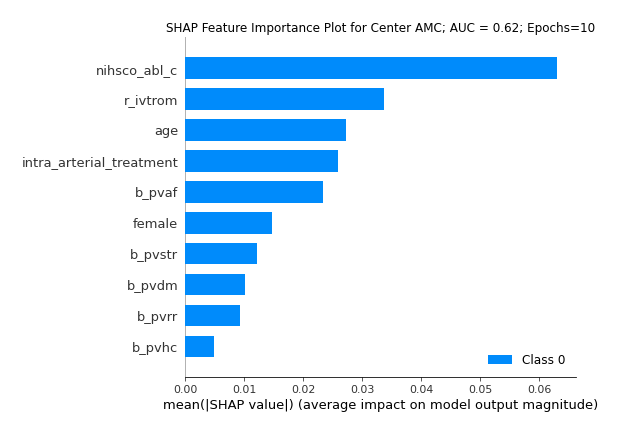 SHAP Feature Importance Plot for Center AMC; AUC = 0.62; Epochs=10
nihsco_abl_c
r_ivtrom
age
intra_arterial_treatment
b_pvaf
female
b_pvstr
b_pvdm
b_pvrr
b_pvhc
Class 0
0.00 0.01 0.02 0.03 0.04 0.05 0.06
mean(|SHAP value|) (average impact on model output magnitude)